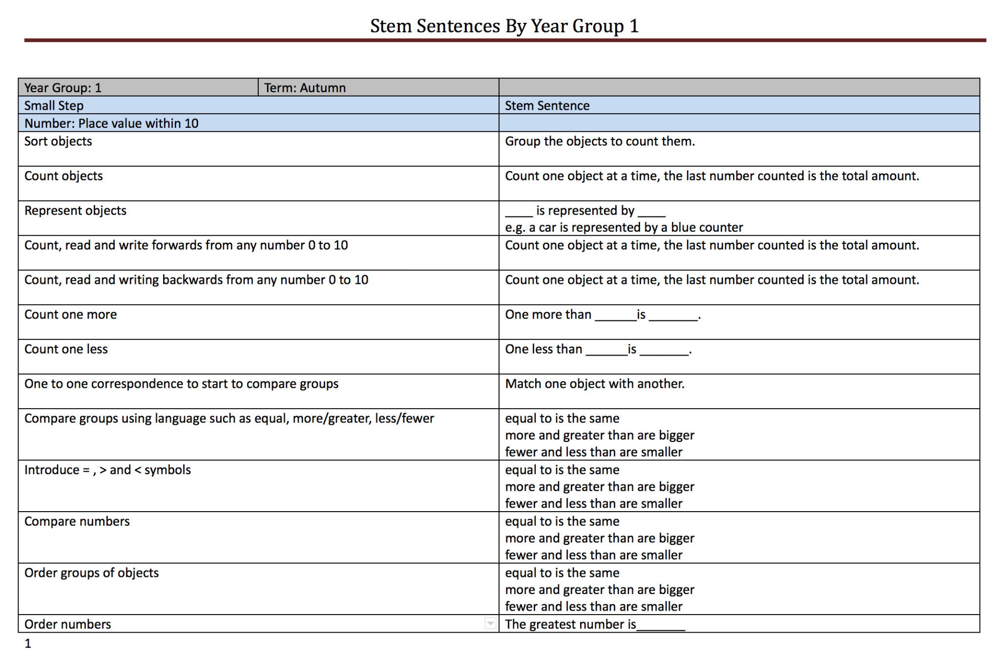 Stem Sentences By Year Group 1
Year Group: 1
Term: Autumn
Small Step
Stem Sentence
Number: Place value within 10
Sort objects
Group the objects to count them.
Count objects
Count one object at a time, the last number counted is the total amount.
Represent objects
____ is represented by ____
e.g. a car is represented by a blue counter
Count, read and write forwards from any number 0 to 10
Count one object at a time, the last number counted is the total amount.
Count, read and writing backwards from any number 0 to 10
Count one object at a time, the last number counted is the total amount.
Count one more
One more than ______is _______.
Count one less
One less than ______is _______.
One to one correspondence to start to compare groups
Match one object with another.
Compare groups using language such as equal, more/greater, less/fewer
equal to is the same
more and greater than are bigger
fewer and less than are smaller
Introduce = , > and < symbols
equal to is the same
more and greater than are bigger
fewer and less than are smaller
Compare numbers
equal to is the same
more and greater than are bigger
fewer and less than are smaller
Order groups of objects
equal to is the same
more and greater than are bigger
fewer and less than are smaller
Order numbers
The greatest number is_______
1